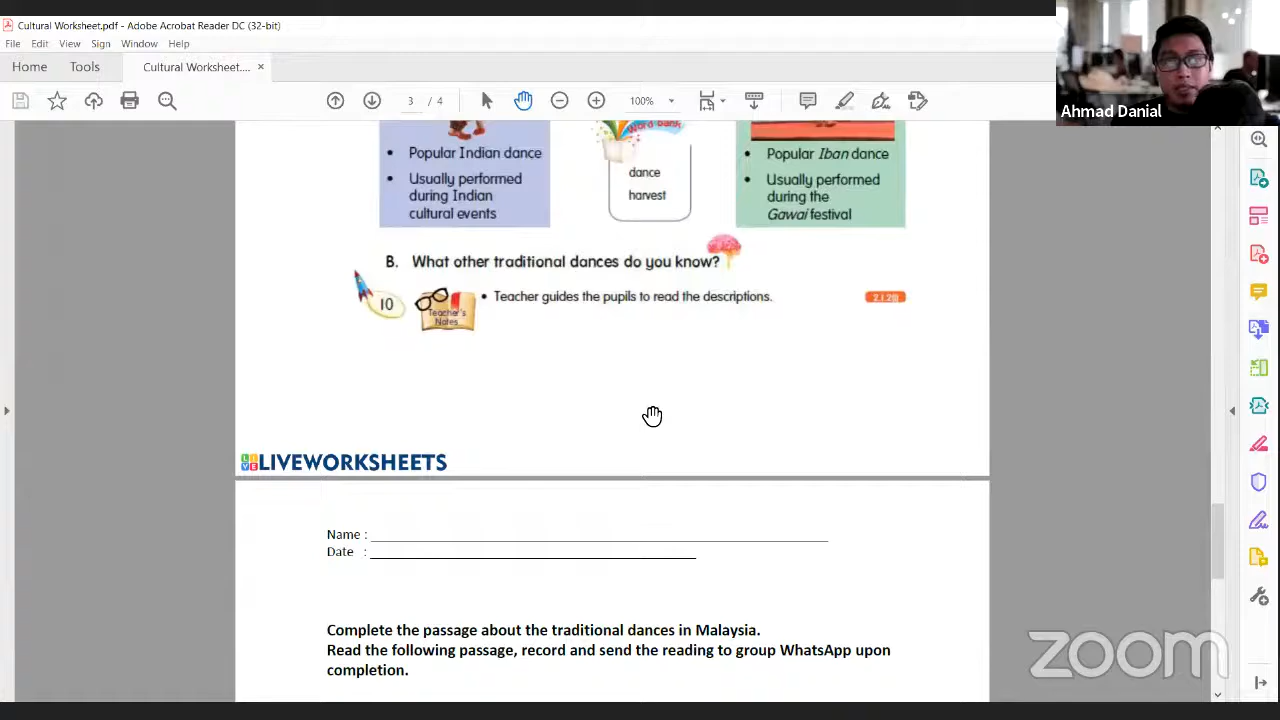 Cultural Worksheet.pdf - Adobe Acrobat Reader DC (32-bit)
File Edit View Sign Window Help
Home Tools Cultural Worksheet.... ×
3 / 4 100%
Ahmad Danial
Word Bank
• Popular Indian dance
• Usually performed
during Indian
cultural events
dance
harvest
• Popular Iban dance
• Usually performed
during the
Gawai festival
B. What other traditional dances do you know?
10
Teacher's
Notes
• Teacher guides the pupils to read the descriptions.
LIVEWORKSHEETS
Name :
Date :
Complete the passage about the traditional dances in Malaysia.
Read the following passage, record and send the reading to group WhatsApp upon
completion.
zoom